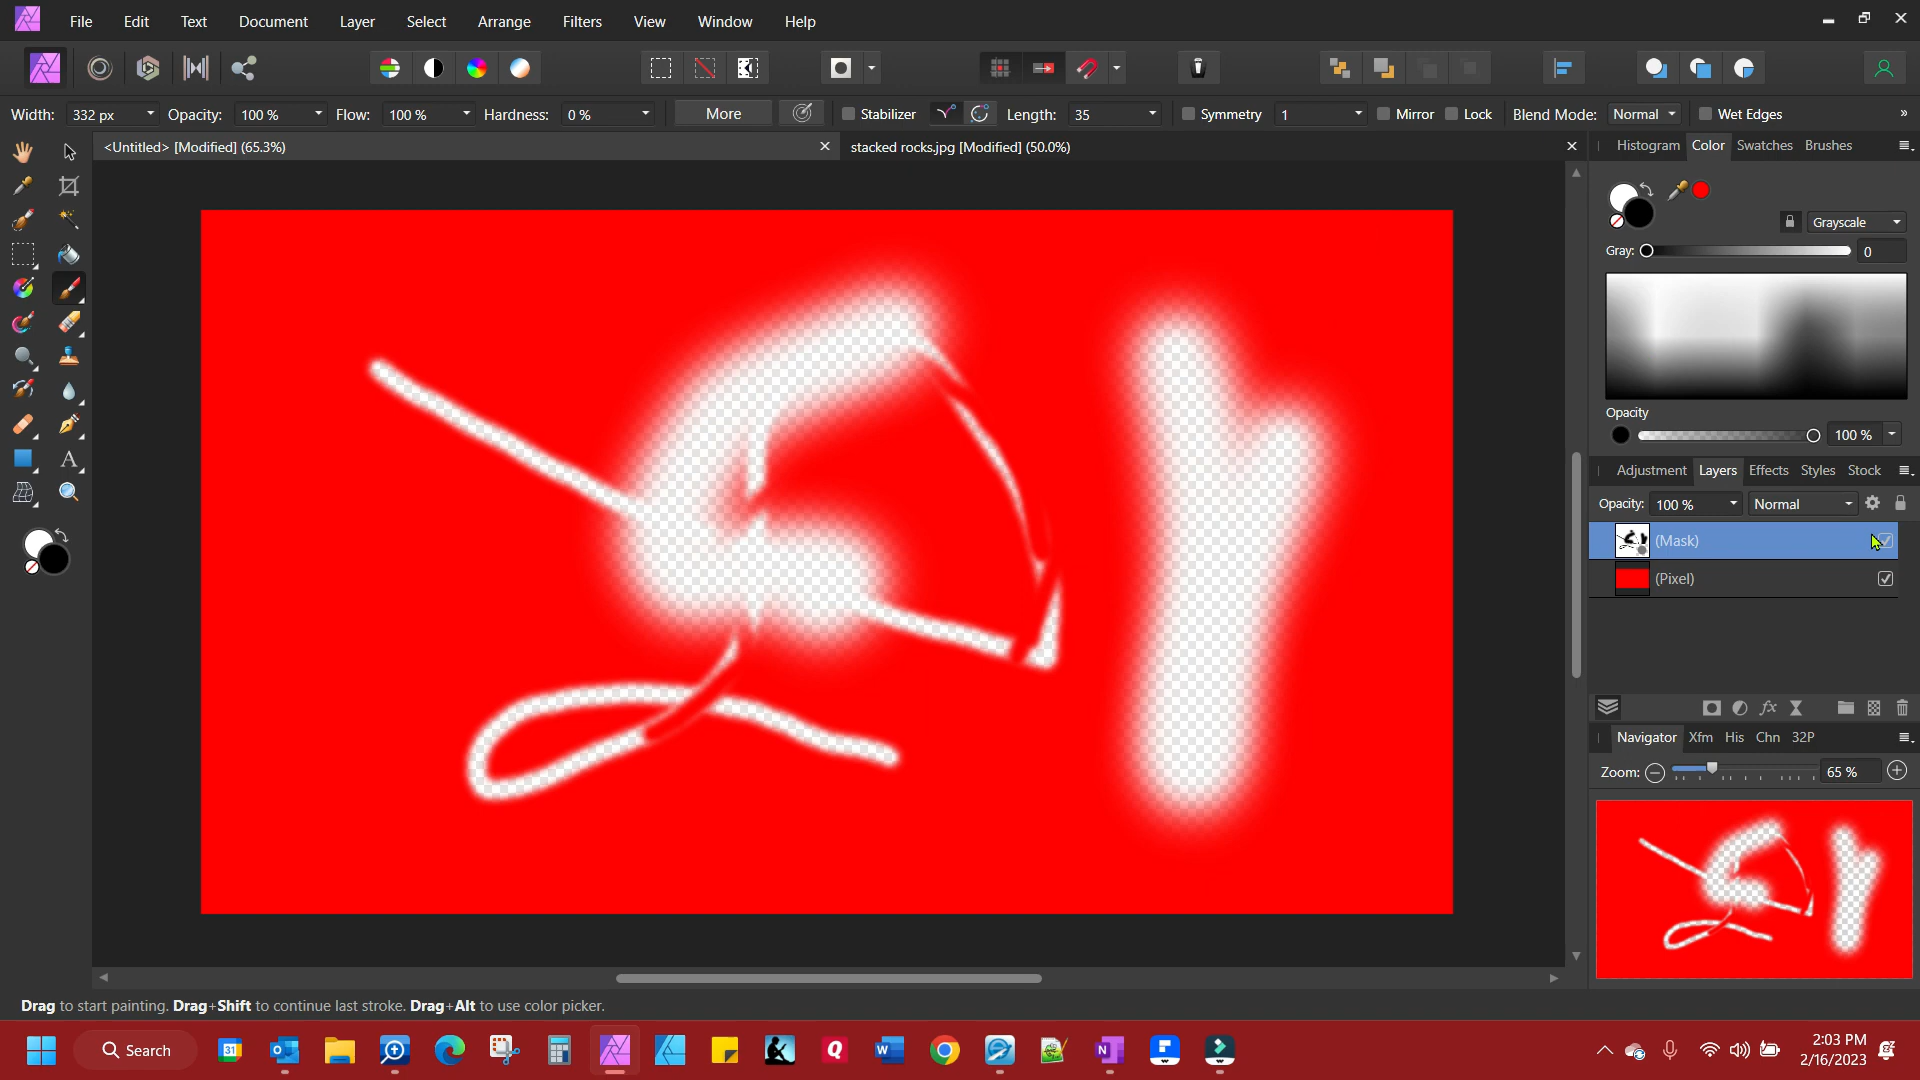 File Edit Text Document Layer Select Arrange Filters View Window Help
Width: 332 px Opacity: 100 % Flow: 100 % Hardness: 0 % More Stabilizer Length: 35 Symmetry 1 Mirror Lock Blend Mode: Normal Wet Edges »
<Untitled> [Modified] (65.3%) stacked rocks.jpg [Modified] (50.0%)
Histogram Color Swatches Brushes
Grayscale
Gray: 0
Opacity
100 %
Adjustment Layers Effects Styles Stock
Opacity: 100 % Normal
(Mask)
(Pixel)
fx
Navigator Xfm His Chn 32P
Zoom: 65 %
A
Drag to start painting. Drag+Shift to continue last stroke. Drag+Alt to use color picker.
Search
31
2:03 PM
2/16/2023